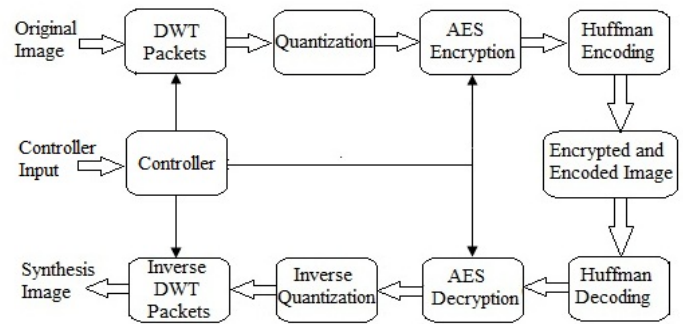 Original
Image
DWT
Packets
Quantization
AES
Encryption
Huffman
Encoding
Controller
Input
Controller
Encrypted and
Encoded Image
Synthesis
Image
Inverse
DWT
Packets
Inverse
Quantization
AES
Decryption
Huffman
Decoding